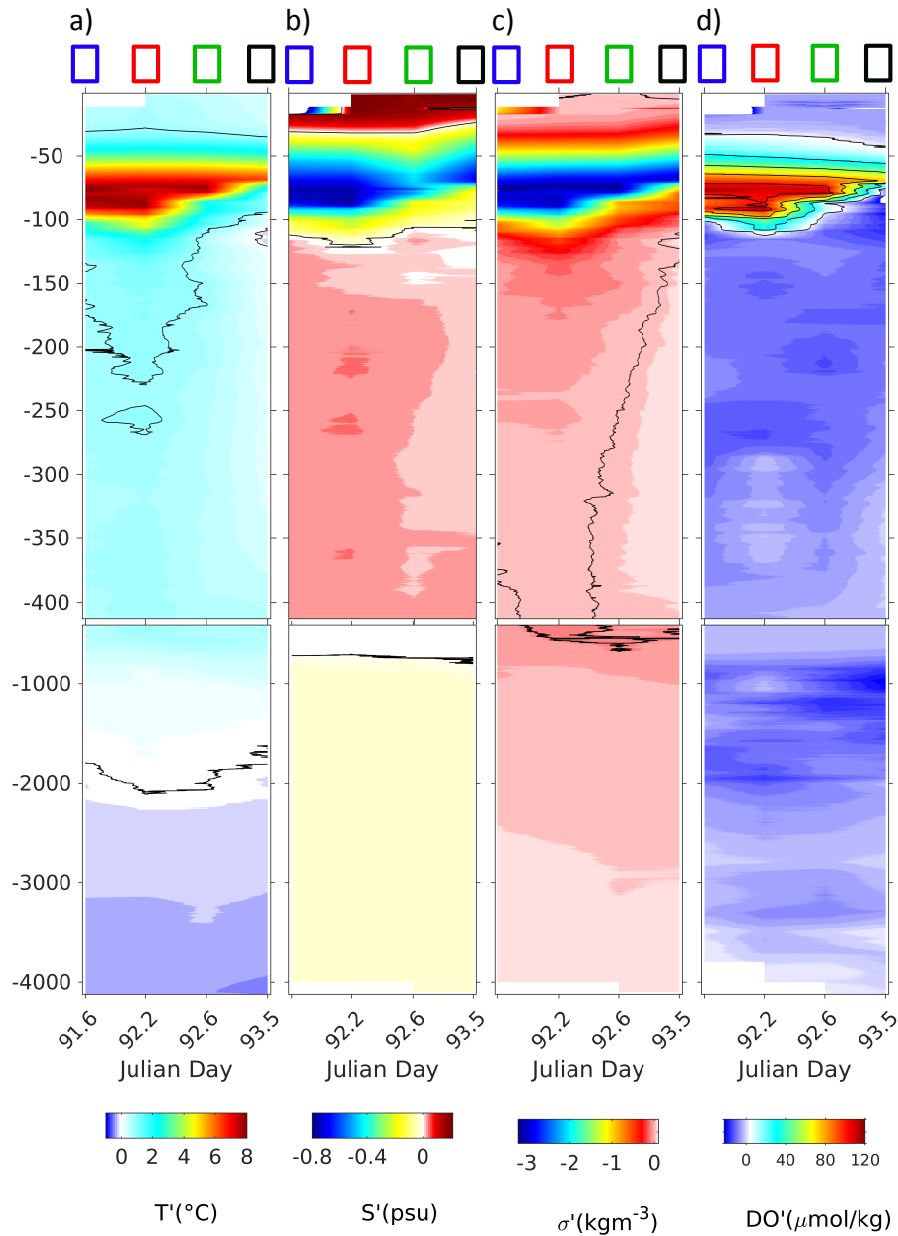 a) b) c) d)
-50
-100
-150
-200
-250
-300
-350
-400
-1000
-2000
-3000
-4000
91.6 92.2 92.6 93.5 92.2 92.6 93.5 92.2 92.6 93.5 92.2 92.6 93.5
Julian Day Julian Day Julian Day Julian Day
0 2 4 6 8 -0.8 -0.4 0 -3 -2 -1 0 0 40 80 120
T'(°C) S'(psu) σ'(kgm⁻³) DO'(μmol/kg)